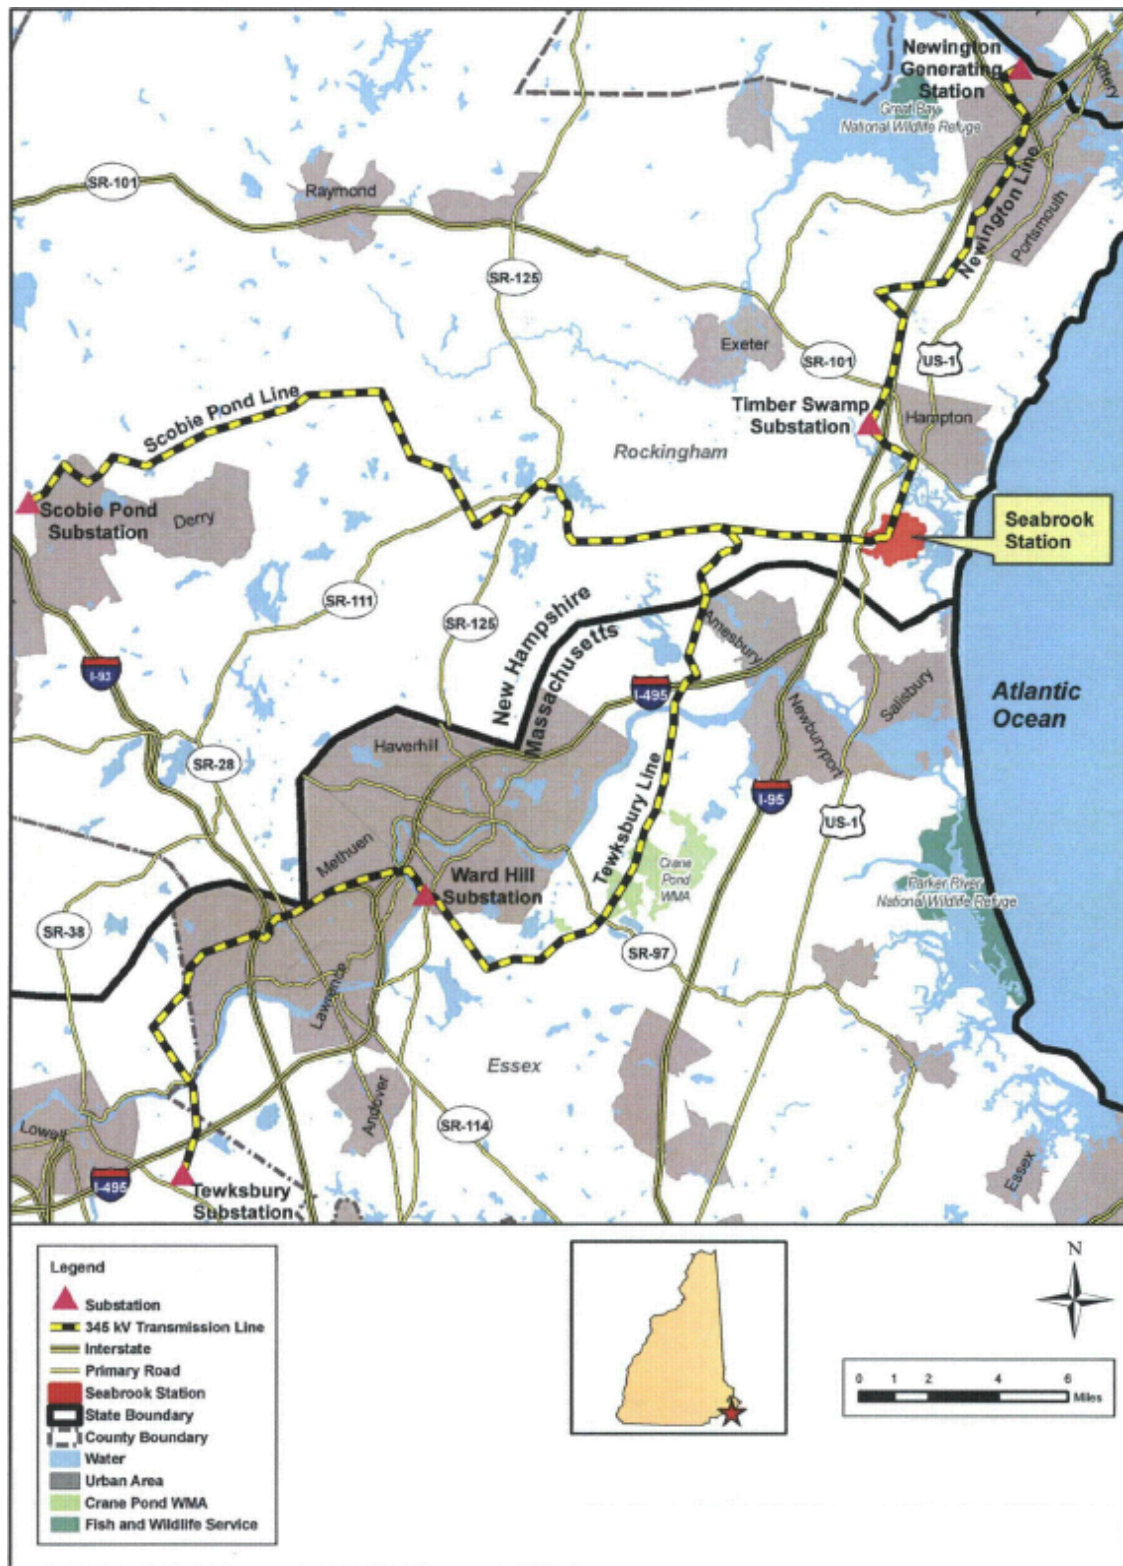 Newington
Generating
Station
Kittery
Great Bay
National Wildlife Refuge
SR-101
Raymond
SR-125
Newington Line
Portsmouth
Exeter
SR-101
US-1
Scobie Pond Line
Timber Swamp
Substation
Hampton
Rockingham
Scobie Pond
Substation
Derry
Seabrook
Station
SR-111
SR-125
New Hampshire
Massachusetts
Amesbury
I-93
I-495
Salisbury
Atlantic
Ocean
Newburyport
Haverhill
SR-28
I-95
US-1
Tewksbury Line
Methuen
Crane
Pond
WMA
Ward Hill
Substation
Parker River
National Wildlife Refuge
SR-38
SR-97
Lawrence
Essex
Andover
SR-114
Lowell
Essex
I-495
Tewksbury
Substation
Legend
Substation
345 kV Transmission Line
Interstate
Primary Road
Seabrook Station
State Boundary
County Boundary
Water
Urban Area
Crane Pond WMA
Fish and Wildlife Service
N
0 1 2 4 6
Miles